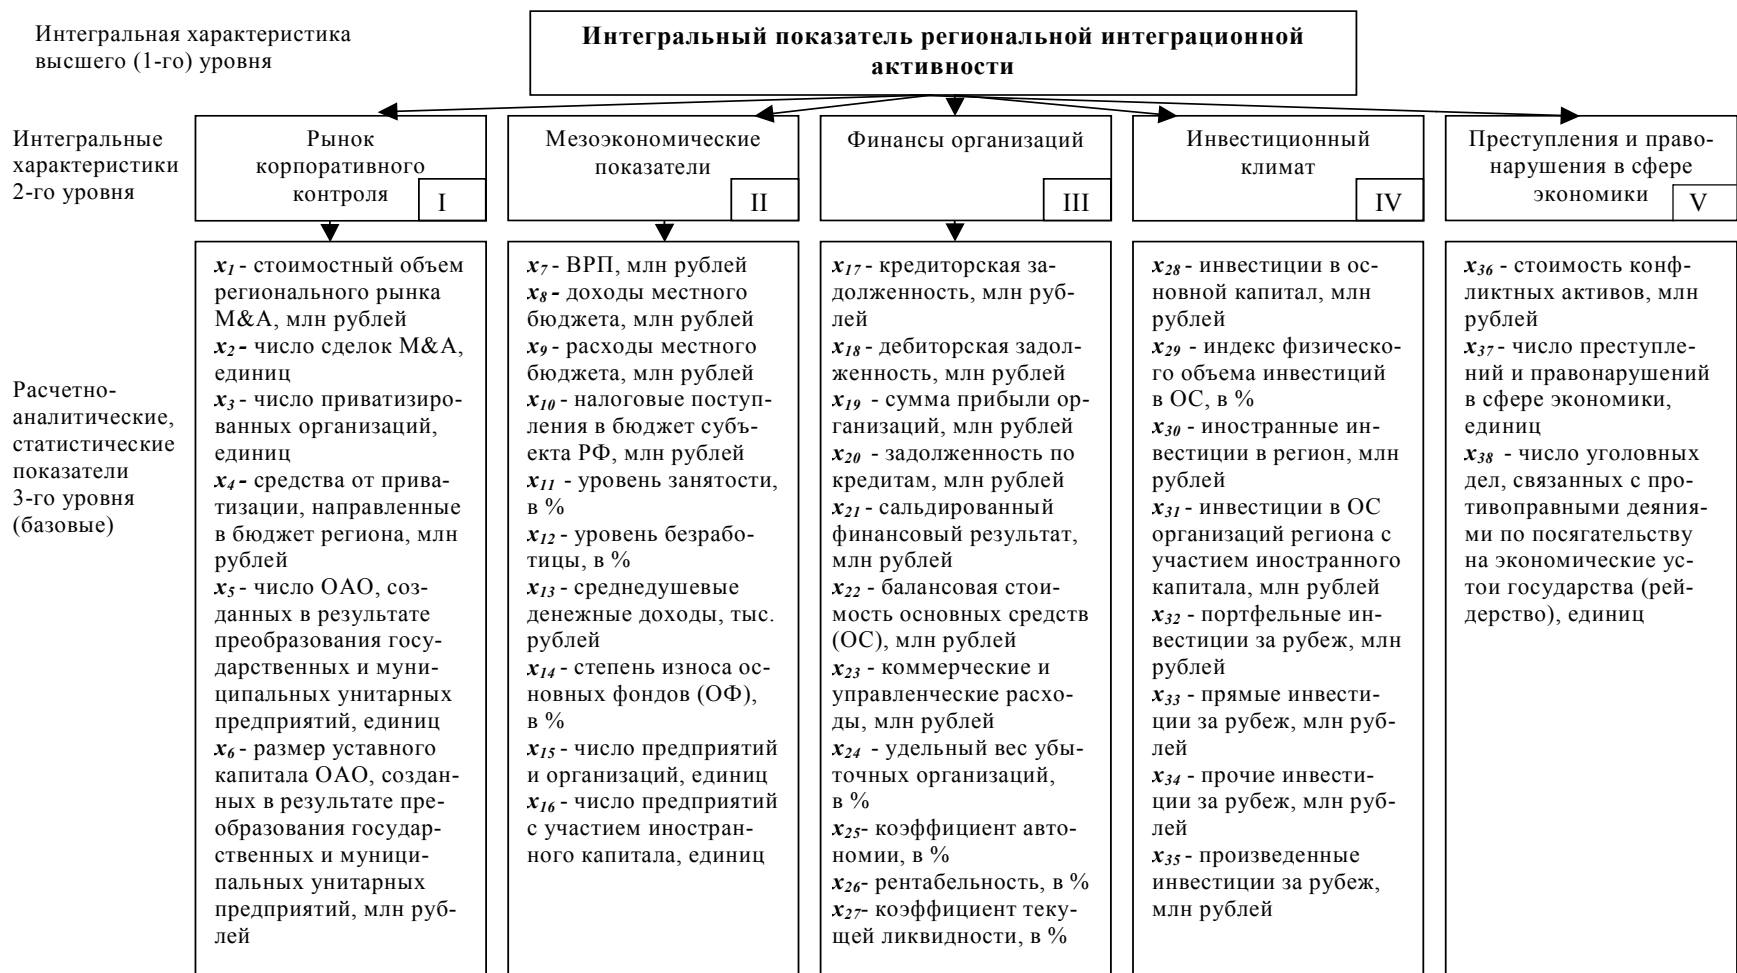 Интегральная характеристика
высшего (1-го) уровня
Интегральный показатель региональной интеграционной
активности
Интегральные
характеристики
2-го уровня
Рынок
корпоративного
контроля
I
Мезоэкономические
показатели
II
Финансы организаций
III
Инвестиционный
климат
IV
Преступления и право-
нарушения в сфере
экономики
V
Расчетно-
аналитические,
статистические
показатели
3-го уровня
(базовые)
x1 - стоимостный объем
регионального рынка
M&A, млн рублей
x2 - число сделок M&A,
единиц
x3 - число приватизиро-
ванных организаций,
единиц
x4 - средства от прива-
тизации, направленные
в бюджет региона, млн
рублей
x5 - число ОАО, соз-
данных в результате
преобразования госу-
дарственных и муни-
ципальных унитарных
предприятий, единиц
x6 - размер уставного
капитала ОАО, создан-
ных в результате пре-
образования государ-
ственных и муници-
пальных унитарных
предприятий, млн руб-
лей
x7 - ВРП, млн рублей
x8 - доходы местного
бюджета, млн рублей
x9 - расходы местного
бюджета, млн рублей
x10 - налоговые поступ-
ления в бюджет субъ-
екта РФ, млн рублей
x11 - уровень занятости,
в %
x12 - уровень безрабо-
тицы, в %
x13 - среднедушевые
денежные доходы, тыс.
рублей
x14 - степень износа ос-
новных фондов (ОФ),
в %
x15 - число предприятий
и организаций, единиц
x16 - число предприятий
с участием иностран-
ного капитала, единиц
x17 - кредиторская за-
долженность, млн руб-
лей
x18 - дебиторская задол-
женность, млн рублей
x19 - сумма прибыли ор-
ганизаций, млн рублей
x20 - задолженность по
кредитам, млн рублей
x21 - сальдированный
финансовый результат,
млн рублей
x22 - балансовая стои-
мость основных средств
(ОС), млн рублей
x23 - коммерческие и
управленческие расхо-
ды, млн рублей
x24 - удельный вес убы-
точных организаций,
в %
x25- коэффициент авто-
номии, в %
x26- рентабельность, в %
x27- коэффициент теку-
щей ликвидности, в %
x28 - инвестиции в ос-
новной капитал, млн
рублей
x29 - индекс физическо-
го объема инвестиций
в ОС, в %
x30 - иностранные ин-
вестиции в регион, млн
рублей
x31 - инвестиции в ОС
организаций региона с
участием иностранного
капитала, млн рублей
x32 - портфельные ин-
вестиции за рубеж, млн
рублей
x33 - прямые инвести-
ции за рубеж, млн руб-
лей
x34 - прочие инвести-
ции за рубеж, млн руб-
лей
x35 - произведенные
инвестиции за рубеж,
млн рублей
x36 - стоимость конф-
ликтных активов, млн
рублей
x37 - число преступле-
ний и правонарушений
в сфере экономики,
единиц
x38 - число уголовных
дел, связанных с про-
тивоправными деяния-
ми по посягательству
на экономические ус-
тои государства (рей-
дерство), единиц